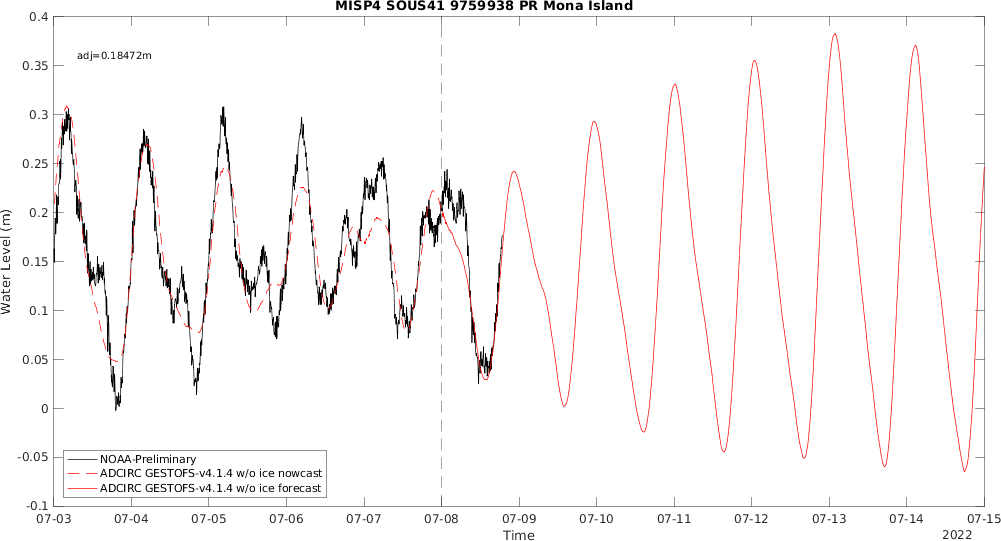 MISP4 SOUS41 9759938 PR Mona Island
adj=0.18472m
0.4
0.35
0.3
0.25
0.2
0.15
0.1
0.05
0
-0.05
-0.1
Water Level (m)
NOAA-Preliminary
ADCIRC GESTOFS-v4.1.4 w/o ice nowcast
ADCIRC GESTOFS-v4.1.4 w/o ice forecast
07-03 07-04 07-05 07-06 07-07 07-08 07-09 07-10 07-11 07-12 07-13 07-14 07-15
Time
2022